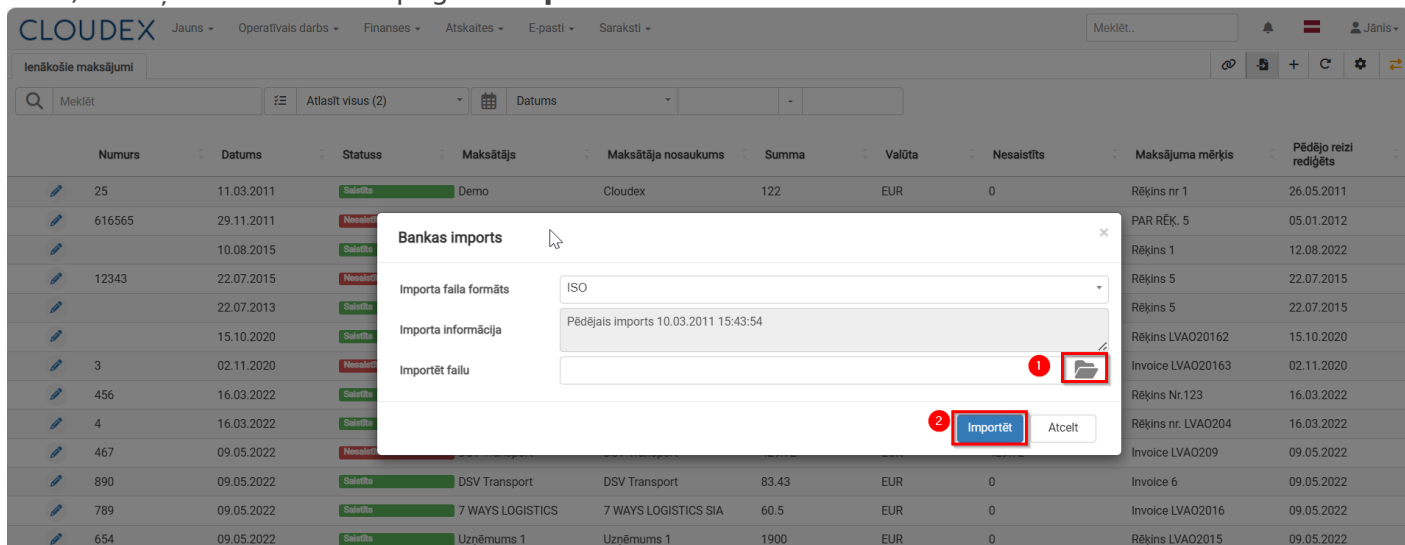 CLOUDEX Jauns Operatīvais darbs Finanses Atskaites E-pasti Saraksti Meklēt.. Jānis
Ienākošie maksājumi
Meklēt Atlasīt visus (2) Datums -
Numurs Datums Statuss Maksātājs Maksātāja nosaukums Summa Valūta Nesaistīts Maksājuma mērķis Pēdējo reizi rediģēts
25 11.03.2011 Saistīts Demo Cloudex 122 EUR 0 Rēķins nr 1 26.05.2011
616565 29.11.2011 PAR RĒĶ. 5 05.01.2012
Bankas imports ×
10.08.2015 Saistīts Rēķins 1 12.08.2022
12343 22.07.2015 Rēķins 5 22.07.2015
Importa faila formāts ISO
22.07.2013 Saistīts Rēķins 5 22.07.2015
Importa informācija Pēdējais imports 10.03.2011 15:43:54
15.10.2020 Saistīts Rēķins LVAO20162 15.10.2020
3 02.11.2020 Invoice LVAO20163 02.11.2020
Importēt failu 1
456 16.03.2022 Saistīts Rēķins Nr.123 16.03.2022
4 16.03.2022 Saistīts Rēķins nr. LVAO204 16.03.2022
2 Importēt Atcelt
467 09.05.2022 Invoice LVAO209 09.05.2022
890 09.05.2022 Saistīts DSV Transport DSV Transport 83.43 EUR 0 Invoice 6 09.05.2022
789 09.05.2022 Saistīts 7 WAYS LOGISTICS 7 WAYS LOGISTICS SIA 60.5 EUR 0 Invoice LVAO2016 09.05.2022
654 09.05.2022 Saistīts Uzņēmums 1 Uzņēmums 1 1900 EUR 0 Rēķins LVAO2015 09.05.2022